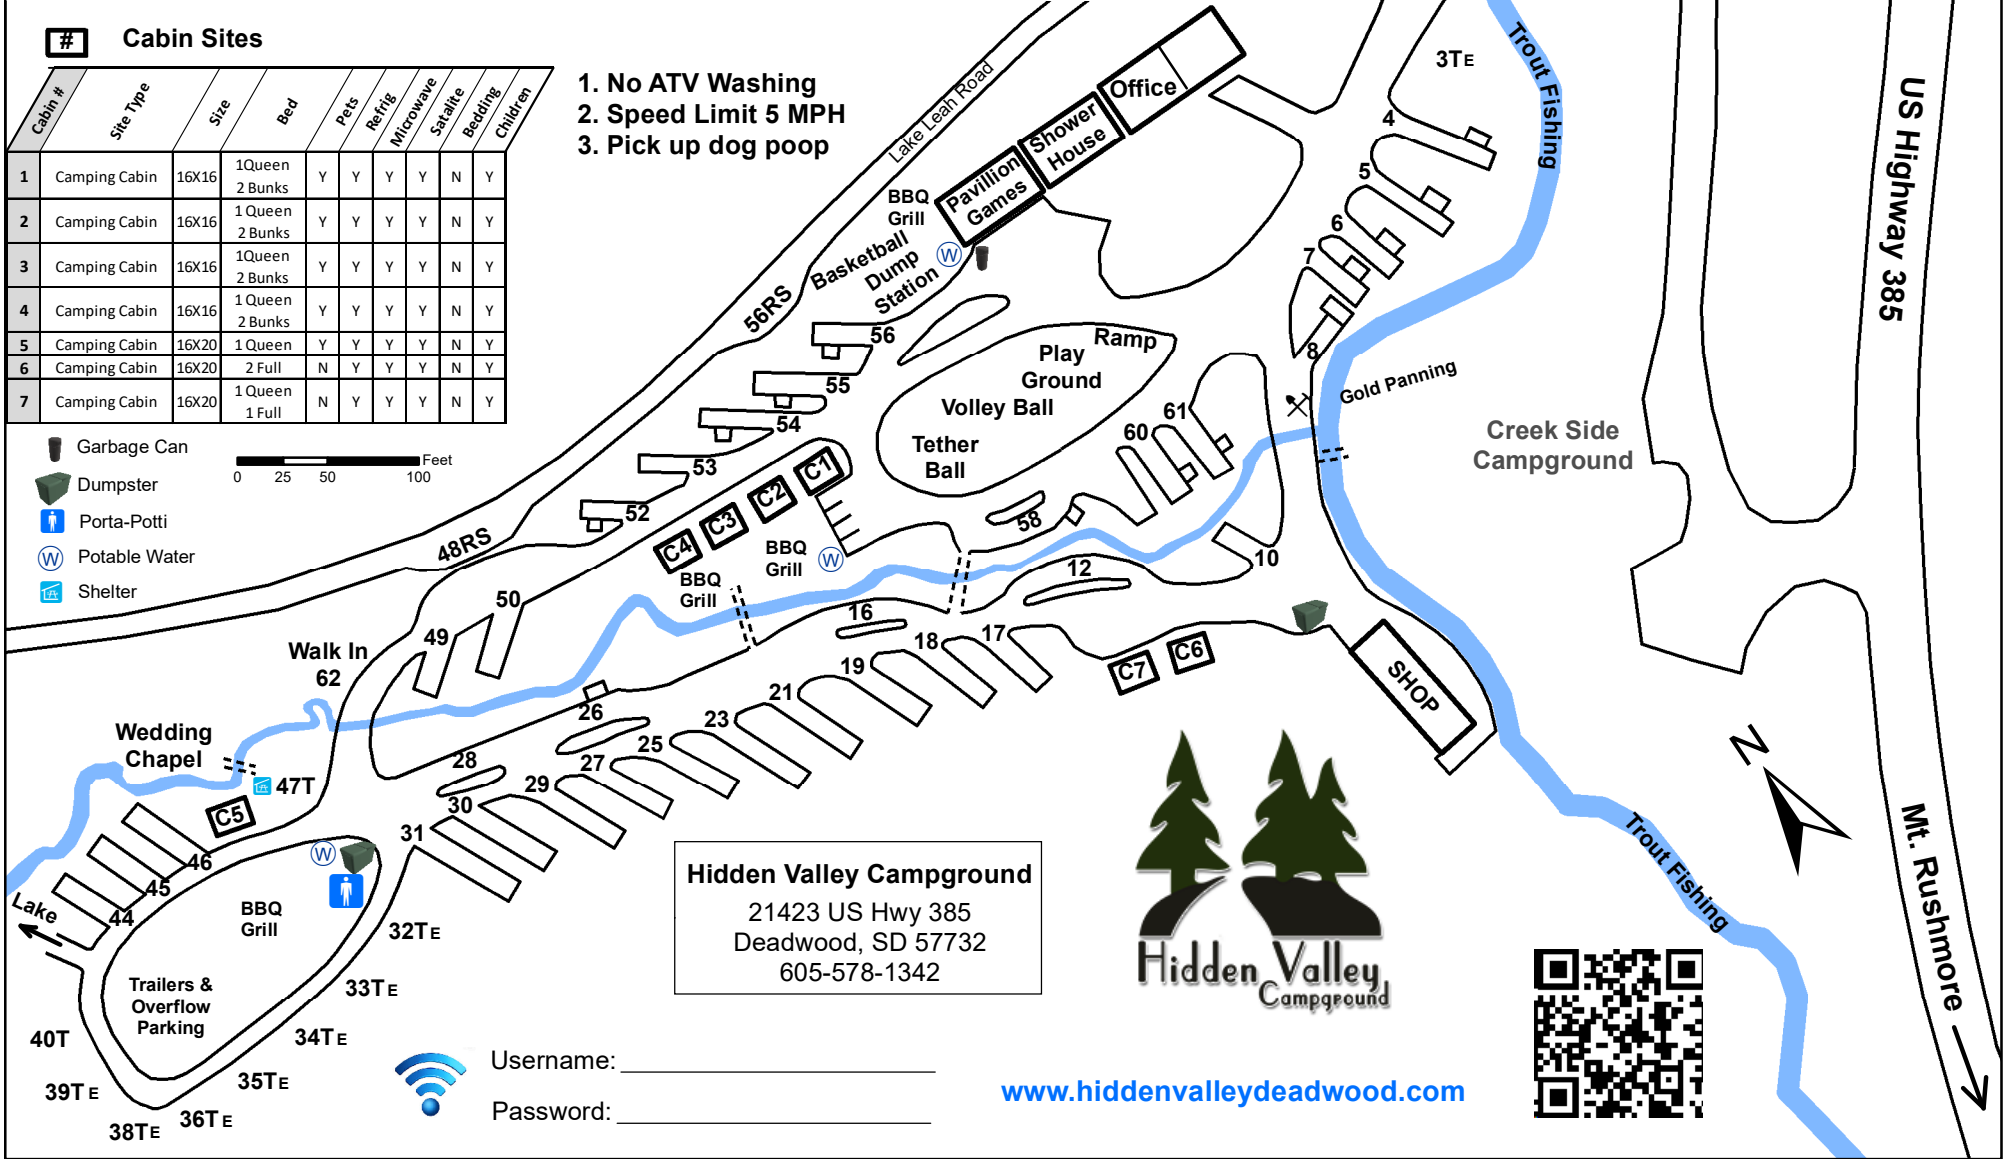 # Cabin Sites
Cabin # Site Type Size Bed Pets Refrig Microwave Satalite Bedding Children
1 Camping Cabin 16X16 1Queen 2 Bunks Y Y Y Y N Y
2 Camping Cabin 16X16 1 Queen 2 Bunks Y Y Y Y N Y
3 Camping Cabin 16X16 1Queen 2 Bunks Y Y Y Y N Y
4 Camping Cabin 16X16 1 Queen 2 Bunks Y Y Y Y N Y
5 Camping Cabin 16X20 1 Queen Y Y Y Y N Y
6 Camping Cabin 16X20 2 Full N Y Y Y N Y
7 Camping Cabin 16X20 1 Queen 1 Full N Y Y Y N Y
Garbage Can
Dumpster
Porta-Potti
W Potable Water
Shelter
Feet
0 25 50 100
1. No ATV Washing
2. Speed Limit 5 MPH
3. Pick up dog poop
Lake Leah Road
Office
Shower
House
Pavillion
Games
BBQ
Grill
W
Basketball
Dump
Station
56RS
48RS
3TE
4
5
6
7
8
Trout Fishing
US Highway 385
56
55
54
53
52
Ramp
Play
Ground
Volley Ball
Tether
Ball
61
60
58
Gold Panning
Creek Side
Campground
C1
C2
C3
C4
BBQ
Grill
W
BBQ
Grill
10
12
16
17
18
19
21
23
25
26
27
28
29
30
31
50
49
Walk In
62
C7
C6
SHOP
N
Wedding
Chapel
47T
C5
46
45
44
Lake
W
BBQ
Grill
Trailers &
Overflow
Parking
32TE
33TE
34TE
35TE
36TE
38TE
39TE
40T
Hidden Valley Campground
21423 US Hwy 385
Deadwood, SD 57732
605-578-1342
Hidden Valley
Campground
Trout Fishing
Mt. Rushmore
Username:
Password:
www.hiddenvalleydeadwood.com